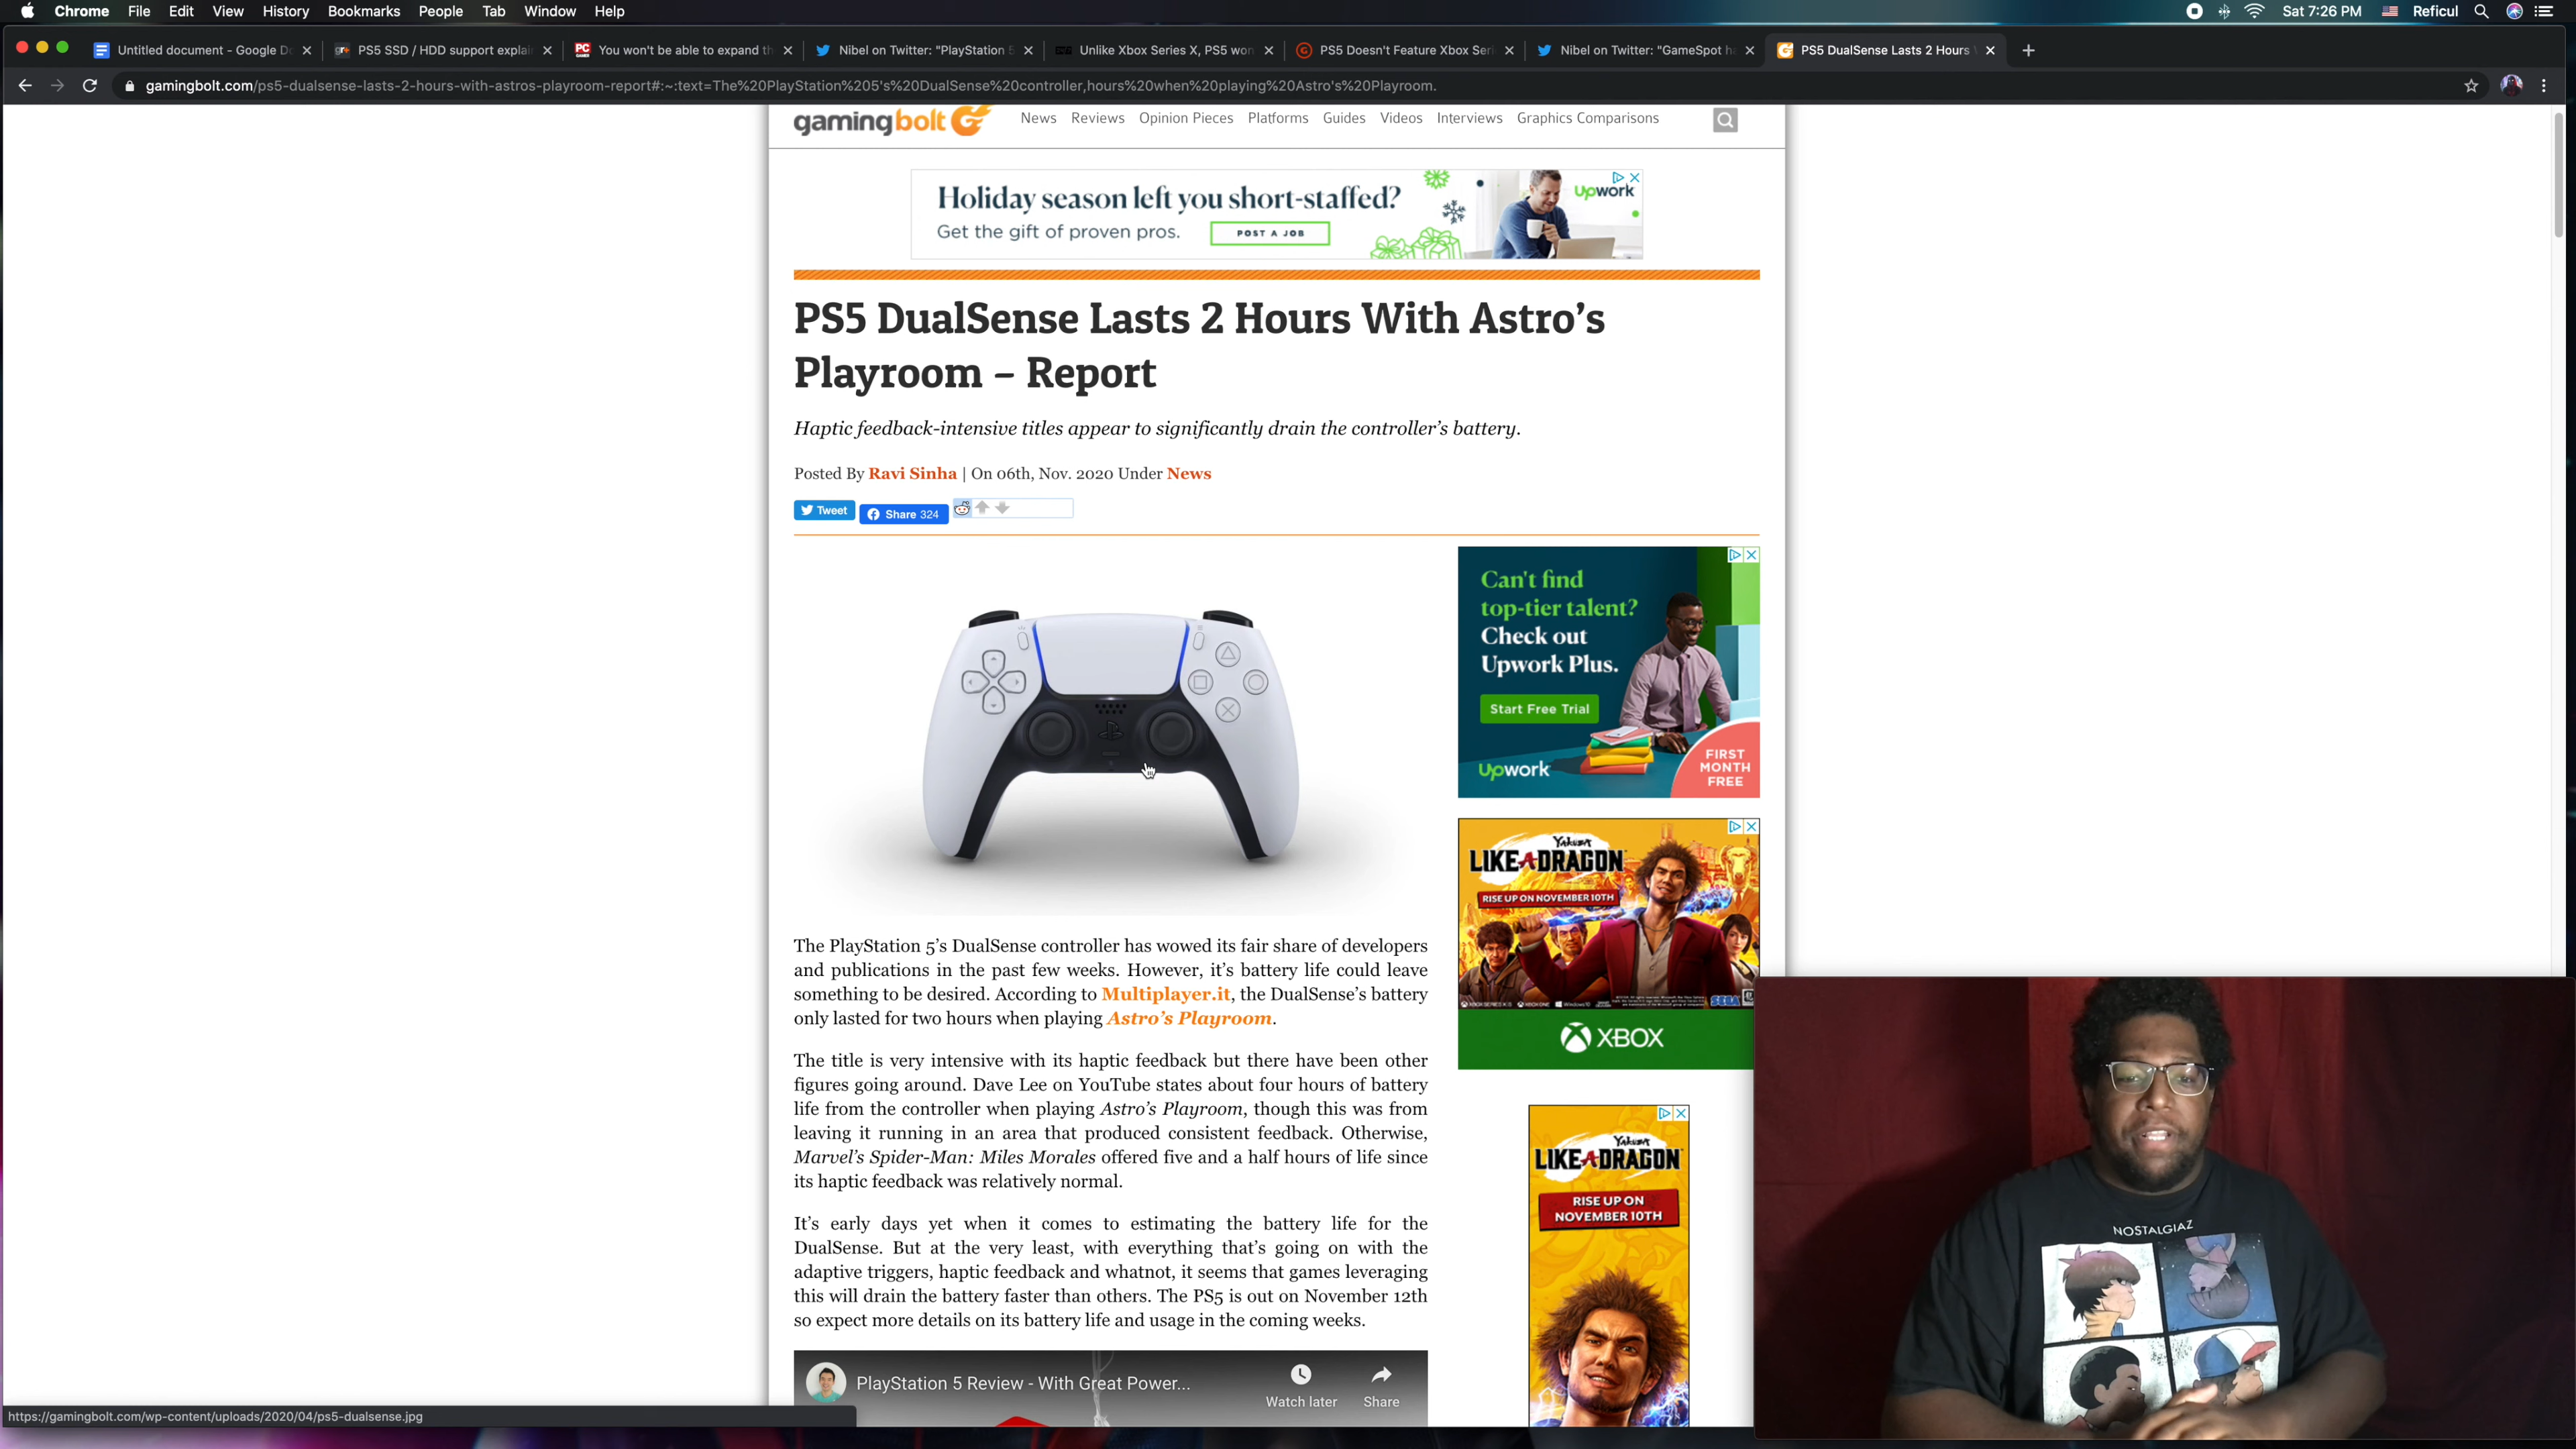 Chrome File Edit View History Bookmarks People Tab Window Help
Sat 7:26 PM Reficul
Untitled document - Google Do
PS5 SSD / HDD support explai
You won't be able to expand th
Nibel on Twitter: "PlayStation 5
Unlike Xbox Series X, PS5 won
PS5 Doesn't Feature Xbox Seri
Nibel on Twitter: "GameSpot ha
PS5 DualSense Lasts 2 Hours
gamingbolt.com/ps5-dualsense-lasts-2-hours-with-astros-playroom-report#:~:text=The%20PlayStation%205's%20DualSense%20controller,hours%20when%20playing%20Astro's%20Playroom.
gamingbolt
News Reviews Opinion Pieces Platforms Guides Videos Interviews Graphics Comparisons
Holiday season left you short-staffed?
Get the gift of proven pros.
POST A JOB
Upwork
PS5 DualSense Lasts 2 Hours With Astro's
Playroom – Report
Haptic feedback-intensive titles appear to significantly drain the controller's battery.
Posted By Ravi Sinha | On 06th, Nov. 2020 Under News
Tweet
Share 324
Can't find
top-tier talent?
Check out
Upwork Plus.
Start Free Trial
Upwork
FIRST
MONTH
FREE
YAKUZA
LIKE A DRAGON
RISE UP ON NOVEMBER 10TH
SEGA
XBOX
The PlayStation 5's DualSense controller has wowed its fair share of developers
and publications in the past few weeks. However, it's battery life could leave
something to be desired. According to Multiplayer.it, the DualSense's battery
only lasted for two hours when playing Astro's Playroom.
The title is very intensive with its haptic feedback but there have been other
figures going around. Dave Lee on YouTube states about four hours of battery
life from the controller when playing Astro's Playroom, though this was from
leaving it running in an area that produced consistent feedback. Otherwise,
Marvel's Spider-Man: Miles Morales offered five and a half hours of life since
its haptic feedback was relatively normal.
It's early days yet when it comes to estimating the battery life for the
DualSense. But at the very least, with everything that's going on with the
adaptive triggers, haptic feedback and whatnot, it seems that games leveraging
this will drain the battery faster than others. The PS5 is out on November 12th
so expect more details on its battery life and usage in the coming weeks.
YAKUZA
LIKE A DRAGON
RISE UP ON
NOVEMBER 10TH
NOSTALGIAZ
PlayStation 5 Review - With Great Power...
Watch later
Share
https://gamingbolt.com/wp-content/uploads/2020/04/ps5-dualsense.jpg